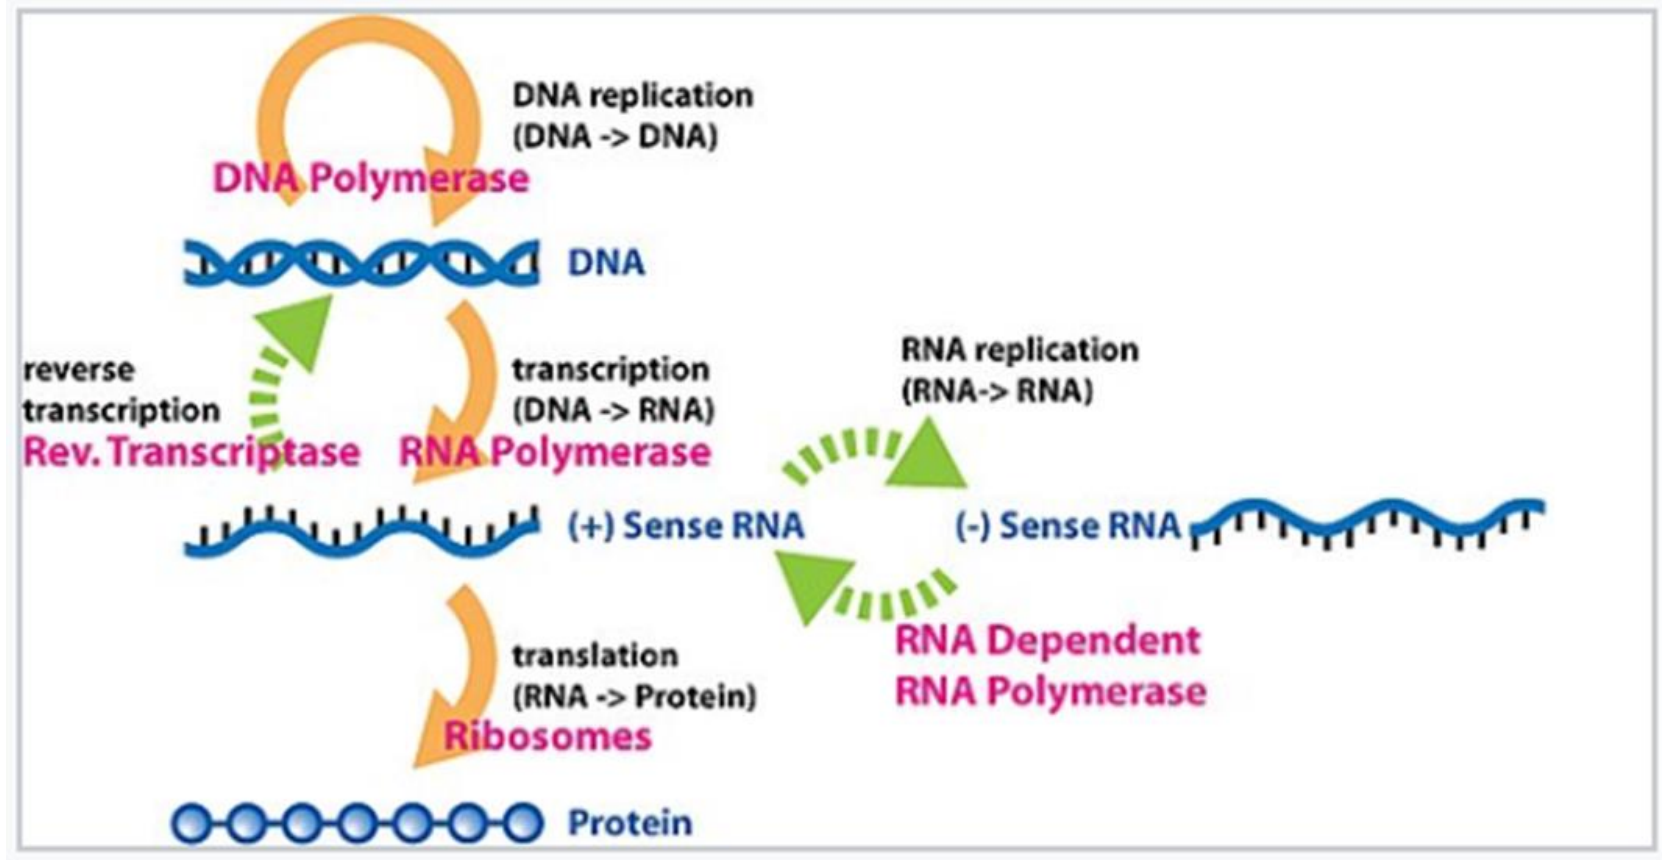 DNA replication
(DNA -> DNA)
DNA Polymerase
DNA
reverse
transcription
Rev. Transcriptase
transcription
(DNA -> RNA)
RNA Polymerase
RNA replication
(RNA-> RNA)
(+) Sense RNA
(-) Sense RNA
RNA Dependent
RNA Polymerase
translation
(RNA -> Protein)
Ribosomes
Protein